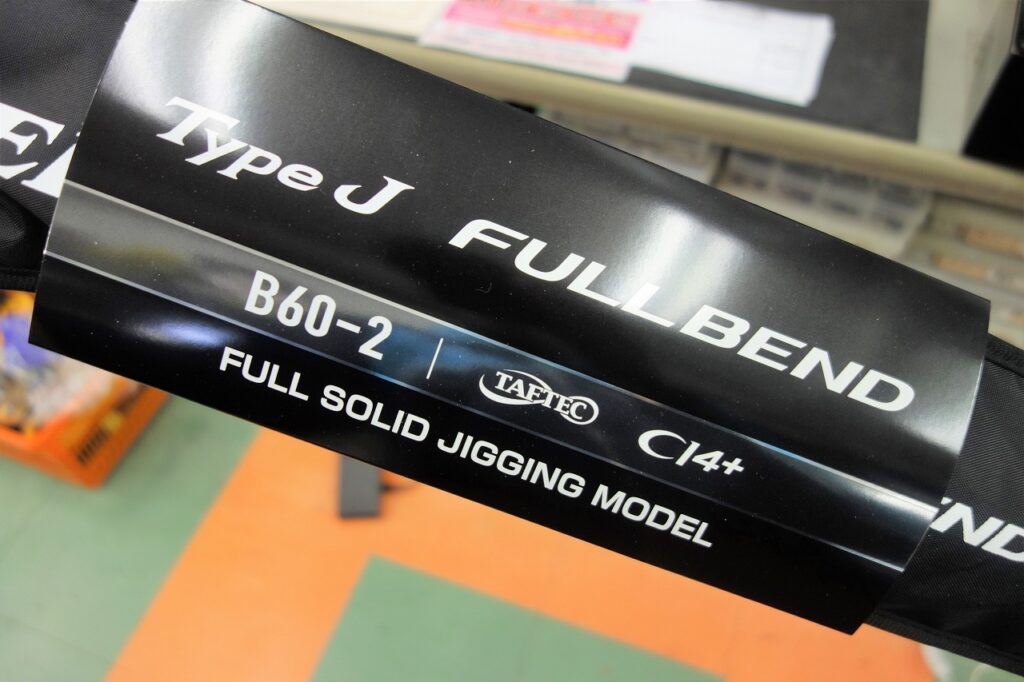 Type J FULLBEND
B60-2 | TAFTEC CI4+
FULL SOLID JIGGING MODEL